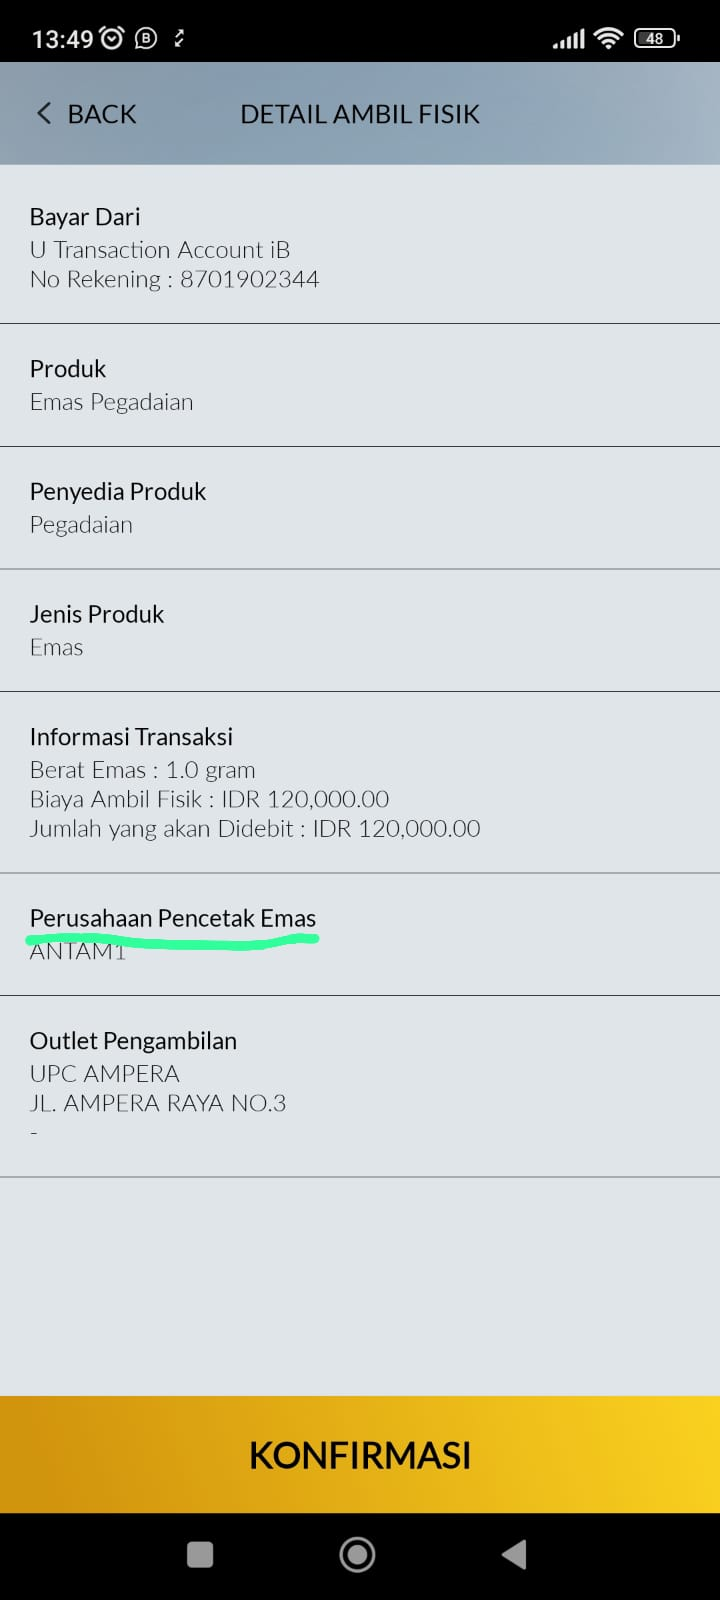 13:49
48
BACK
DETAIL AMBIL FISIK
Bayar Dari
U Transaction Account iB
No Rekening : 8701902344
Produk
Emas Pegadaian
Penyedia Produk
Pegadaian
Jenis Produk
Emas
Informasi Transaksi
Berat Emas : 1.0 gram
Biaya Ambil Fisik : IDR 120,000.00
Jumlah yang akan Didebit : IDR 120,000.00
Perusahaan Pencetak Emas
ANTAM1
Outlet Pengambilan
UPC AMPERA
JL. AMPERA RAYA NO.3
-
KONFIRMASI